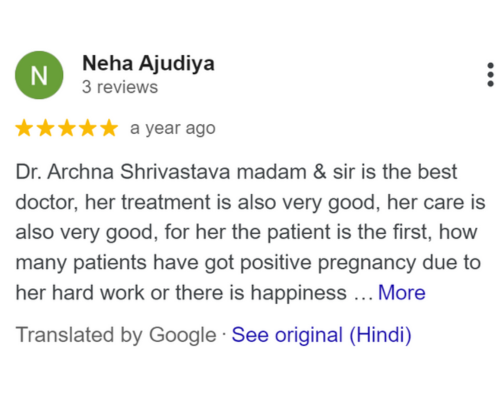 N
Neha Ajudiya
3 reviews
a year ago
Dr. Archna Shrivastava madam & sir is the best
doctor, her treatment is also very good, her care is
also very good, for her the patient is the first, how
many patients have got positive pregnancy due to
her hard work or there is happiness ... More
Translated by Google · See original (Hindi)